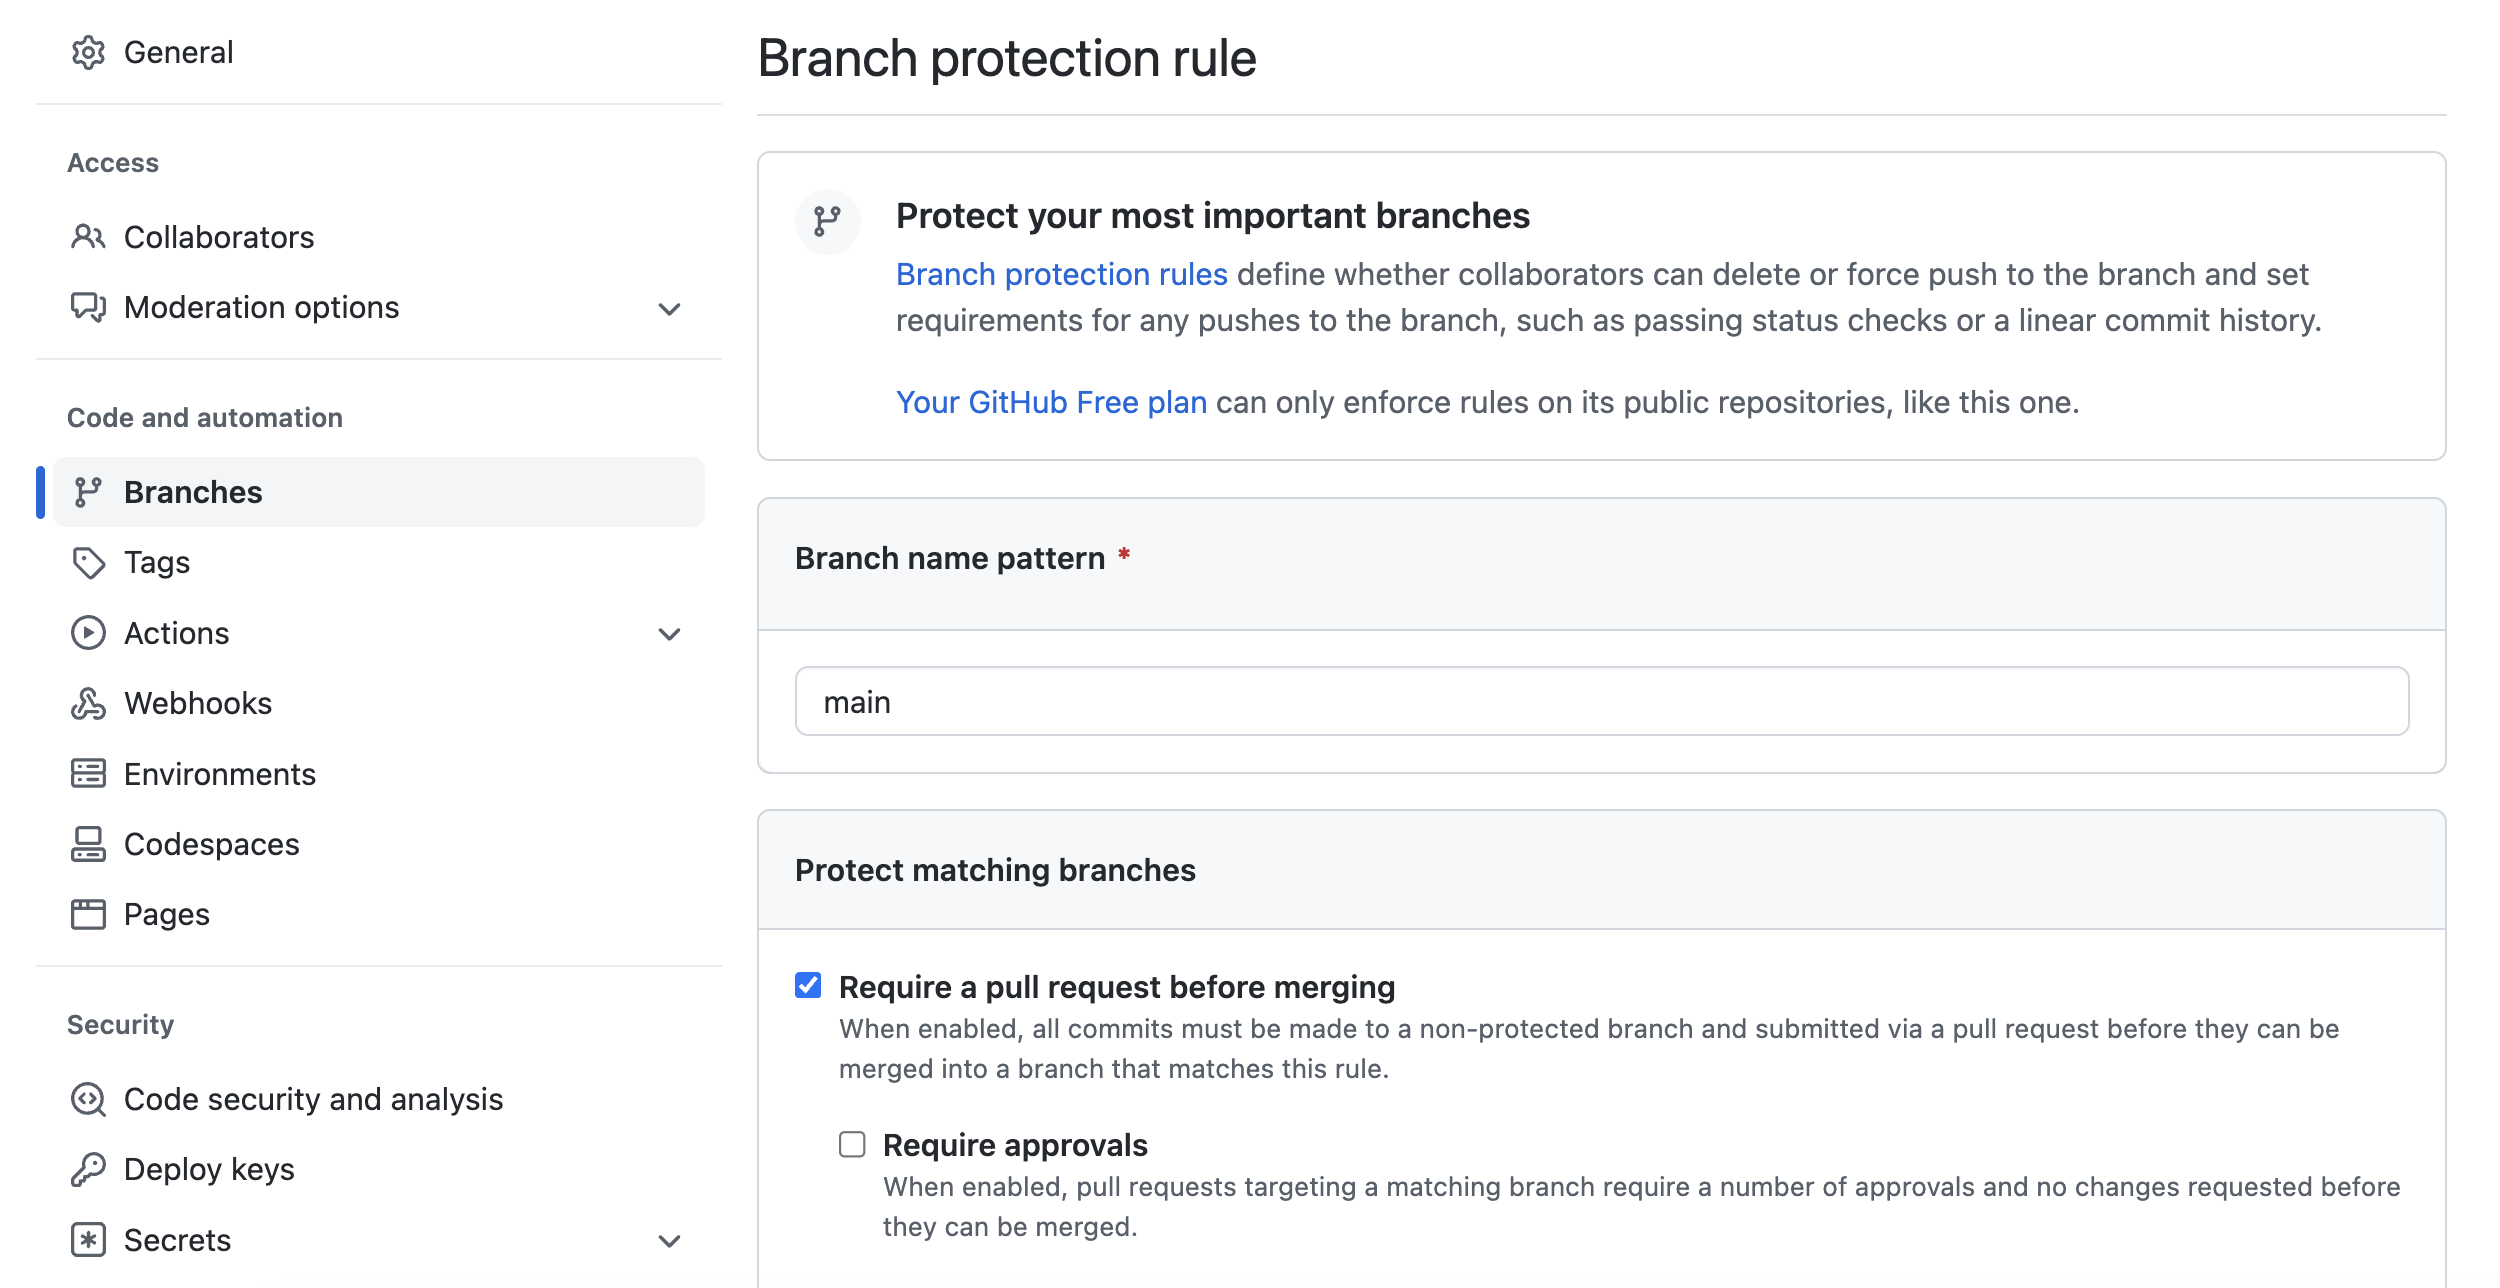 General
Access
Collaborators
Moderation options
Code and automation
Branches
Tags
Actions
Webhooks
Environments
Codespaces
Pages
Security
Code security and analysis
Deploy keys
Secrets
Branch protection rule
Protect your most important branches
Branch protection rules define whether collaborators can delete or force push to the branch and set
requirements for any pushes to the branch, such as passing status checks or a linear commit history.
Your GitHub Free plan can only enforce rules on its public repositories, like this one.
Branch name pattern *
main
Protect matching branches
Require a pull request before merging
When enabled, all commits must be made to a non-protected branch and submitted via a pull request before they can be
merged into a branch that matches this rule.
Require approvals
When enabled, pull requests targeting a matching branch require a number of approvals and no changes requested before
they can be merged.